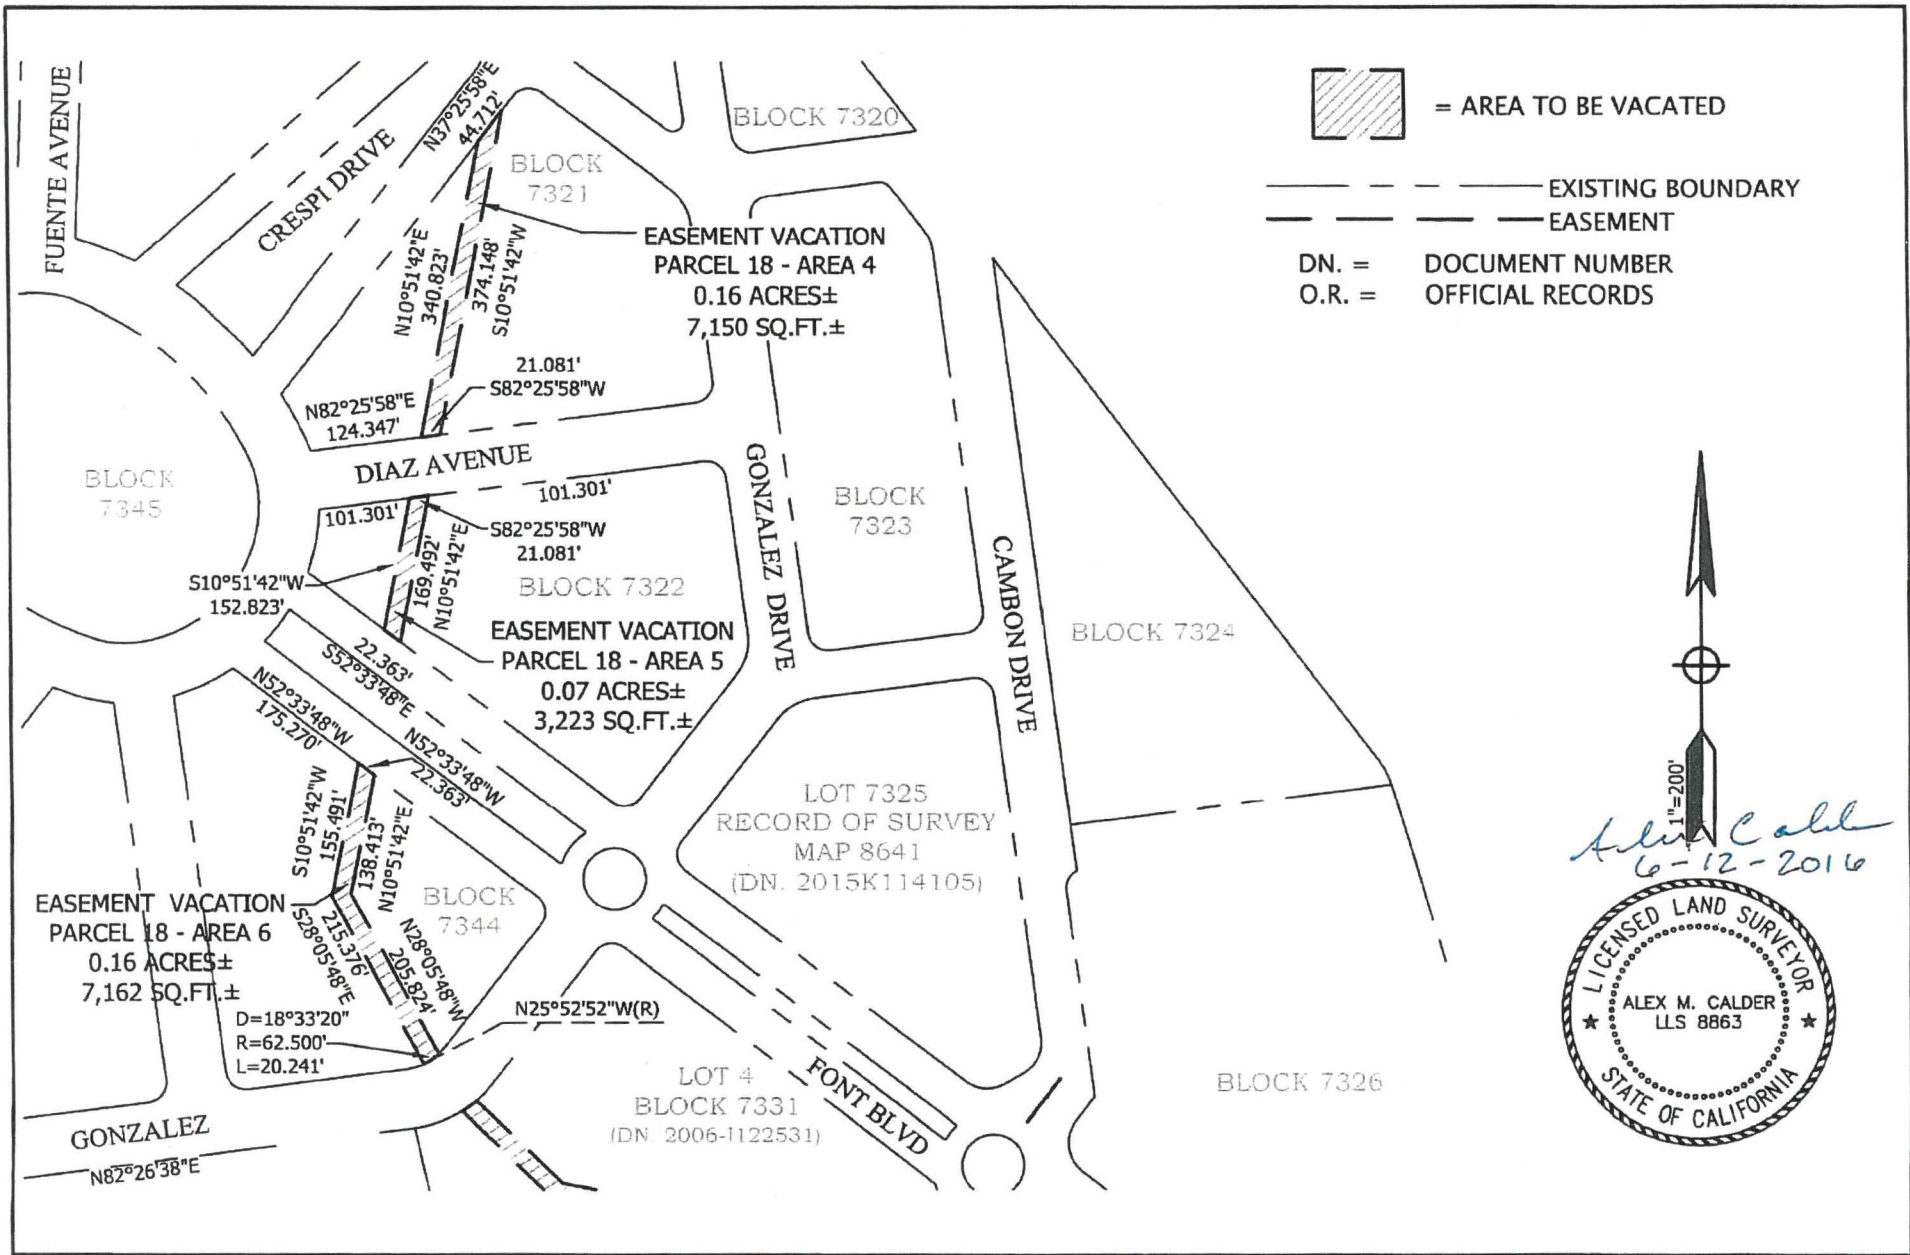 FUENTE AVENUE
CRESPI DRIVE
N37°25'58"E
44.712'
BLOCK
7321
BLOCK 7320
= AREA TO BE VACATED
EXISTING BOUNDARY
EASEMENT
DN. = DOCUMENT NUMBER
O.R. = OFFICIAL RECORDS
EASEMENT VACATION
PARCEL 18 - AREA 4
0.16 ACRES±
7,150 SQ.FT.±
N10°51'42"E
340.823'
374.148'
S10°51'42"W
21.081'
S82°25'58"W
N82°25'58"E
124.347'
DIAZ AVENUE
BLOCK
7345
101.301'
101.301'
S82°25'58"W
21.081'
S10°51'42"W
152.823'
169.492'
N10°51'42"E
BLOCK 7322
EASEMENT VACATION
PARCEL 18 - AREA 5
0.07 ACRES±
3,223 SQ.FT.±
GONZALEZ DRIVE
BLOCK
7323
CAMBON DRIVE
BLOCK 7324
22.363'
S52°33'48"E
N52°33'48"W
175.270'
N52°33'48"W
22.363'
S10°51'42"W
155.491'
138.413'
N10°51'42"E
BLOCK
7344
LOT 7325
RECORD OF SURVEY
MAP 8641
(DN. 2015K114105)
EASEMENT VACATION
PARCEL 18 - AREA 6
0.16 ACRES±
7,162 SQ.FT.±
S28°05'48"E
215.376'
N28°05'48"W
205.824'
D=18°33'20"
R=62.500'
L=20.241'
N25°52'52"W(R)
LOT 4
BLOCK 7331
(DN. 2006-I122531)
FONT BLVD
BLOCK 7326
GONZALEZ
N82°26'38"E
1"=200'
Alex Calder
6-12-2016
LICENSED LAND SURVEYOR
ALEX M. CALDER
LLS 8863
STATE OF CALIFORNIA